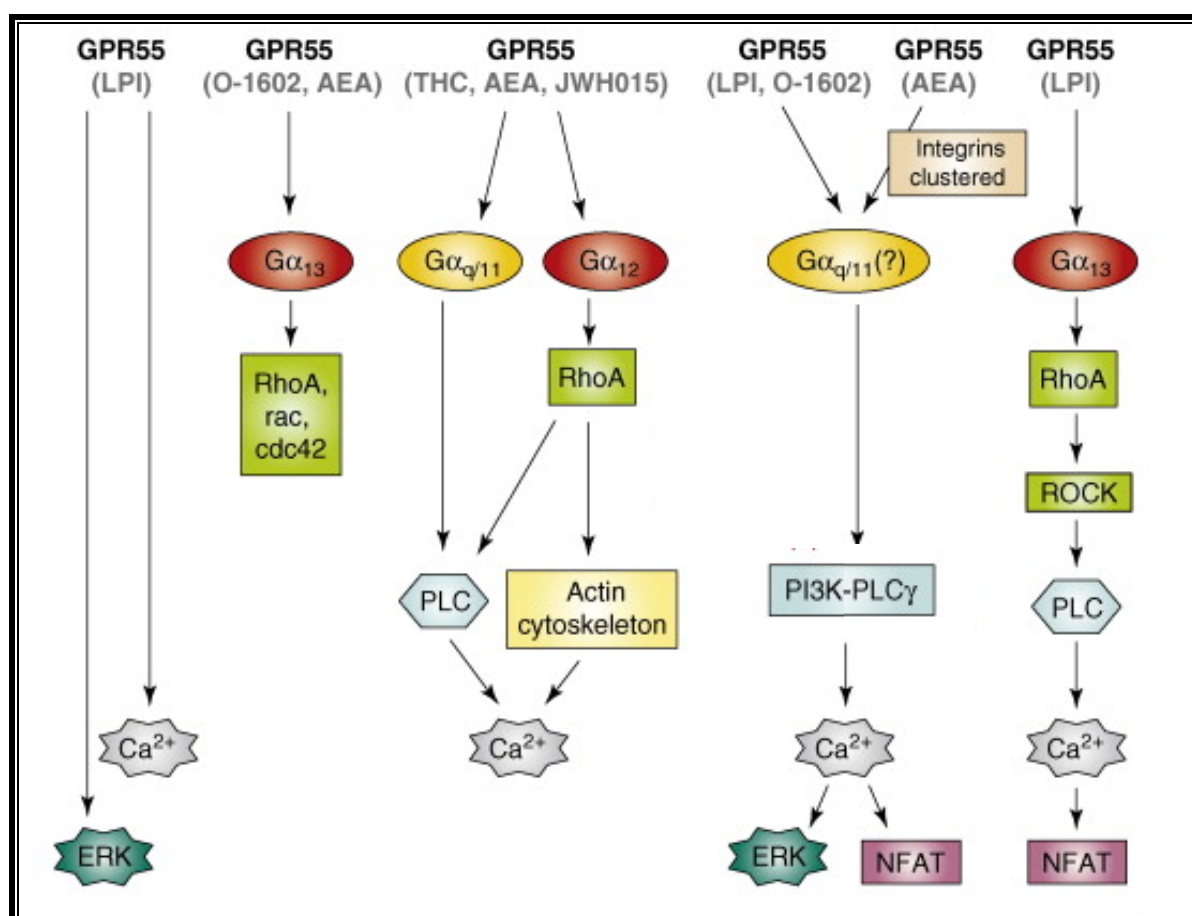 GPR55 GPR55 GPR55 GPR55 GPR55 GPR55
(LPI) (O-1602, AEA) (THC, AEA, JWH015) (LPI, O-1602) (AEA) (LPI)
Integrins
clustered
Gα13 Gαq/11 Gα12 Gαq/11(?) Gα13
RhoA,
rac,
cdc42
RhoA
RhoA
ROCK
PLC
Actin
cytoskeleton
PI3K-PLCγ
PLC
Ca2+ Ca2+ Ca2+ Ca2+
ERK ERK NFAT NFAT